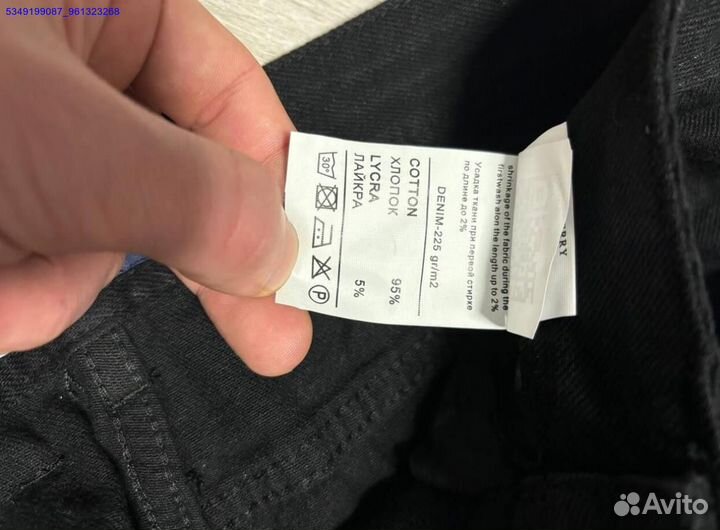 5349199087_961323268
RRY
shrinkage of the fabric during the
firstwash alon the length up to 2%
Усадка ткани при первой стирке
по длине до 2%
DENIM-225 gr/m2
COTTON
ХЛОПОК 95%
LYCRA
ЛАЙКРА 5%
30°
P
Avito